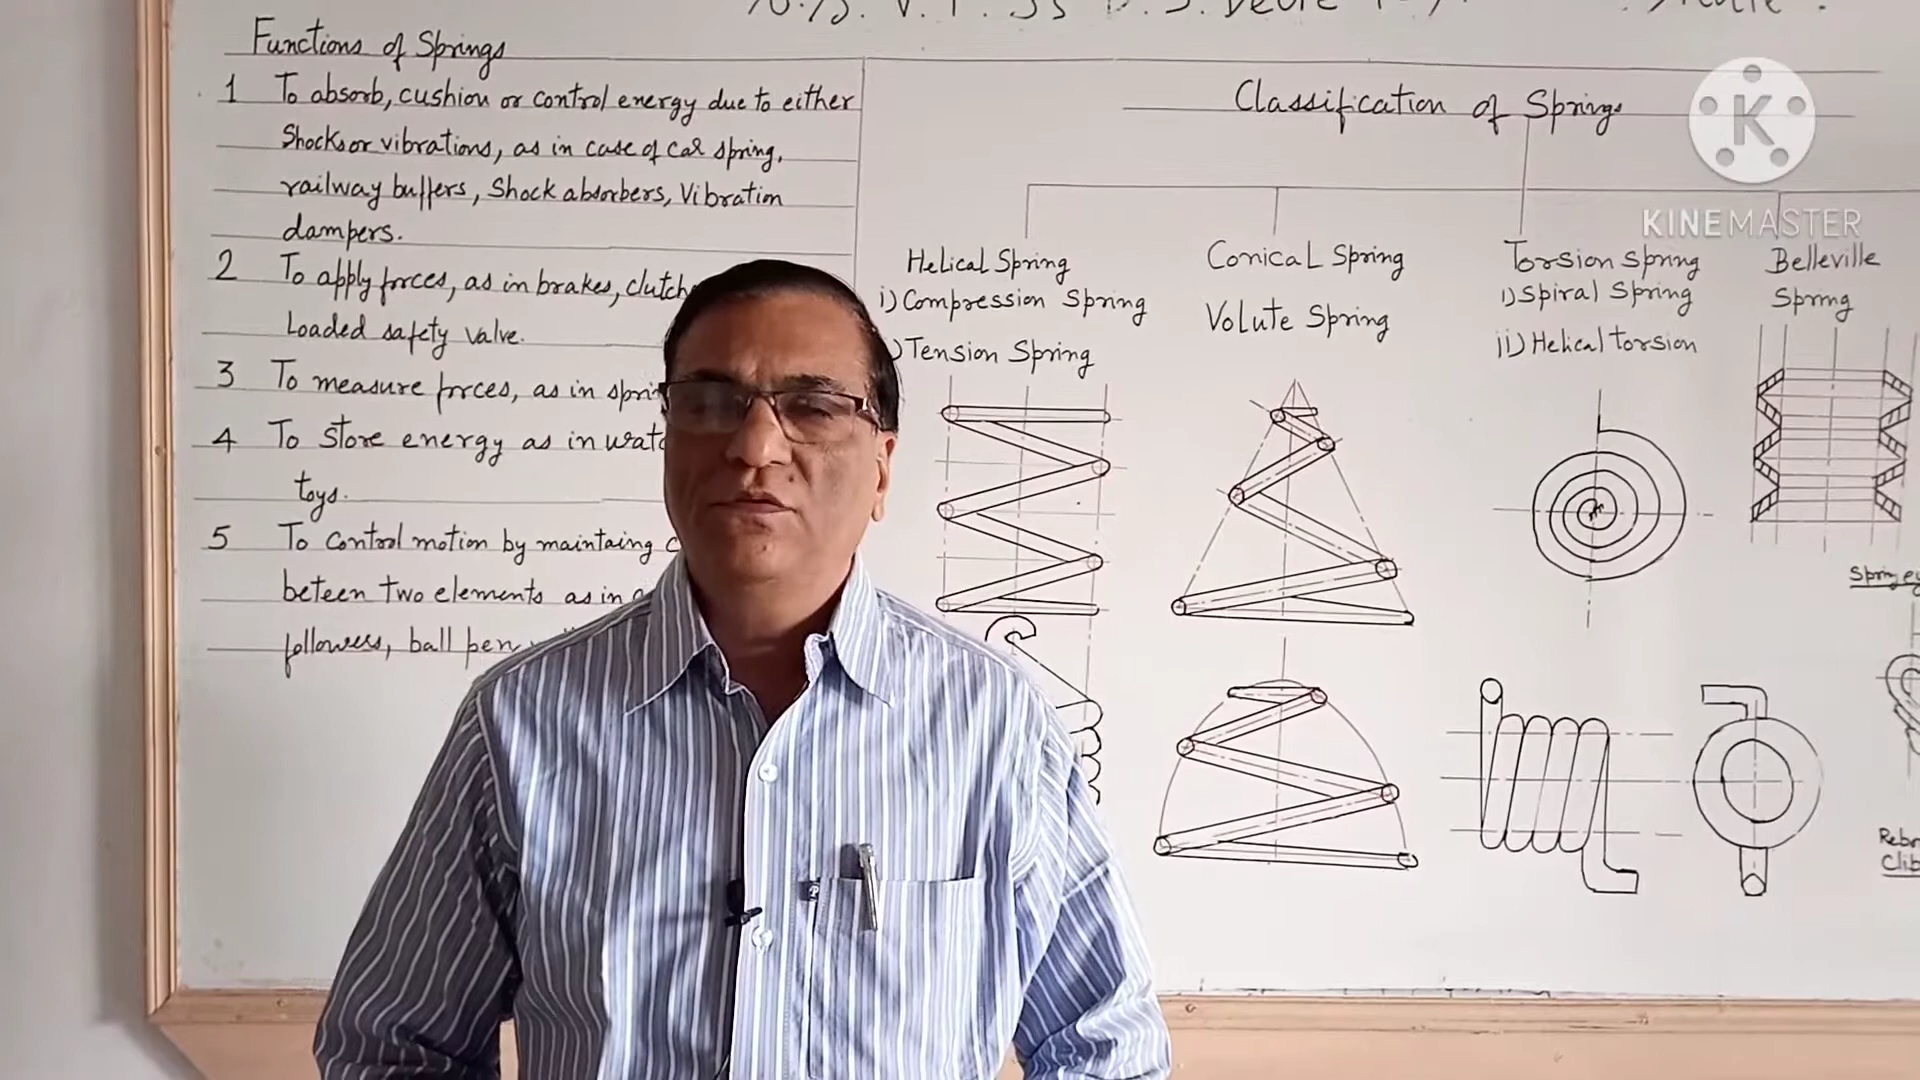 Functions of Springs
1 To absorb, cushion or control energy due to either
Shocks or vibrations, as in case of car spring,
railway buffers, Shock absorbers, Vibration
dampers.
2 To apply forces, as in brakes,
Loaded safety valve.
3 To measure forces, as in
4 To store energy as in
toys.
5 To control motion by maintaing
beteen two elements as in
followers, ball pen
Classification of Springs
Helical Spring
i) Compression Spring
) Tension Spring
Conical Spring
Volute Spring
Torsion Spring
i) Spiral Spring
ii) Helical torsion
Belleville
Spring
Spring
K
KINEMASTER